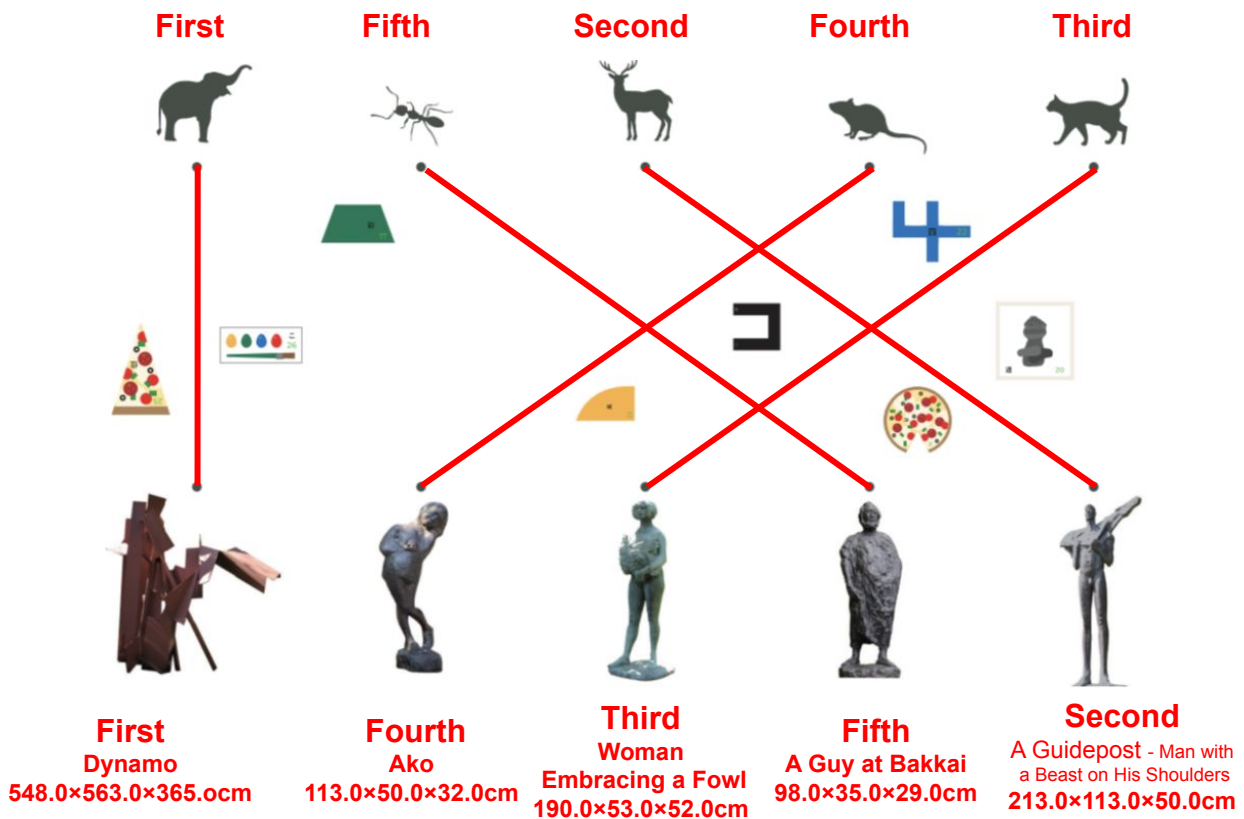 First Fifth Second Fourth Third
26
20
First
Dynamo
548.0×563.0×365.ocm
Fourth
Ako
113.0×50.0×32.0cm
Third
Woman
Embracing a Fowl
190.0×53.0×52.0cm
Fifth
A Guy at Bakkai
98.0×35.0×29.0cm
Second
A Guidepost - Man with
a Beast on His Shoulders
213.0×113.0×50.0cm